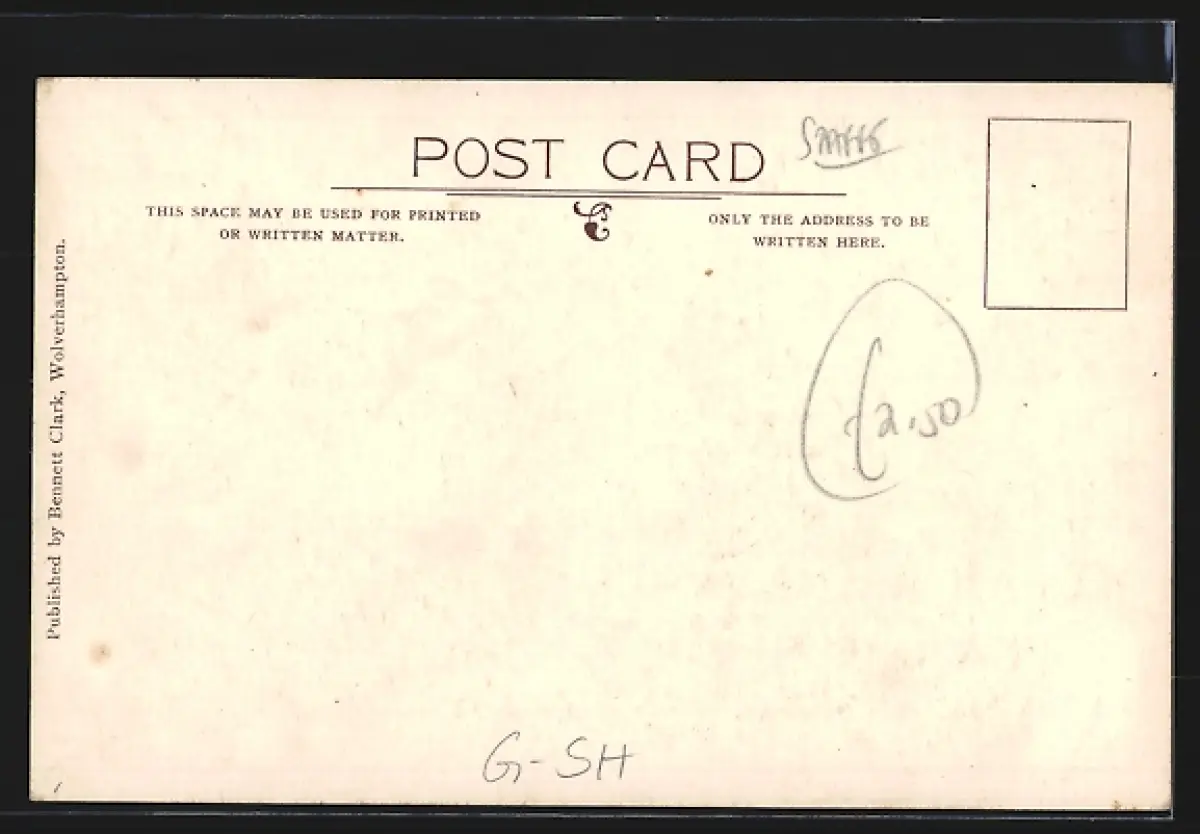 POST CARD
Staffs
THIS SPACE MAY BE USED FOR PRINTED
OR WRITTEN MATTER.
ONLY THE ADDRESS TO BE
WRITTEN HERE.
Published by Bennett Clark, Wolverhampton.
£2.50
G-SH